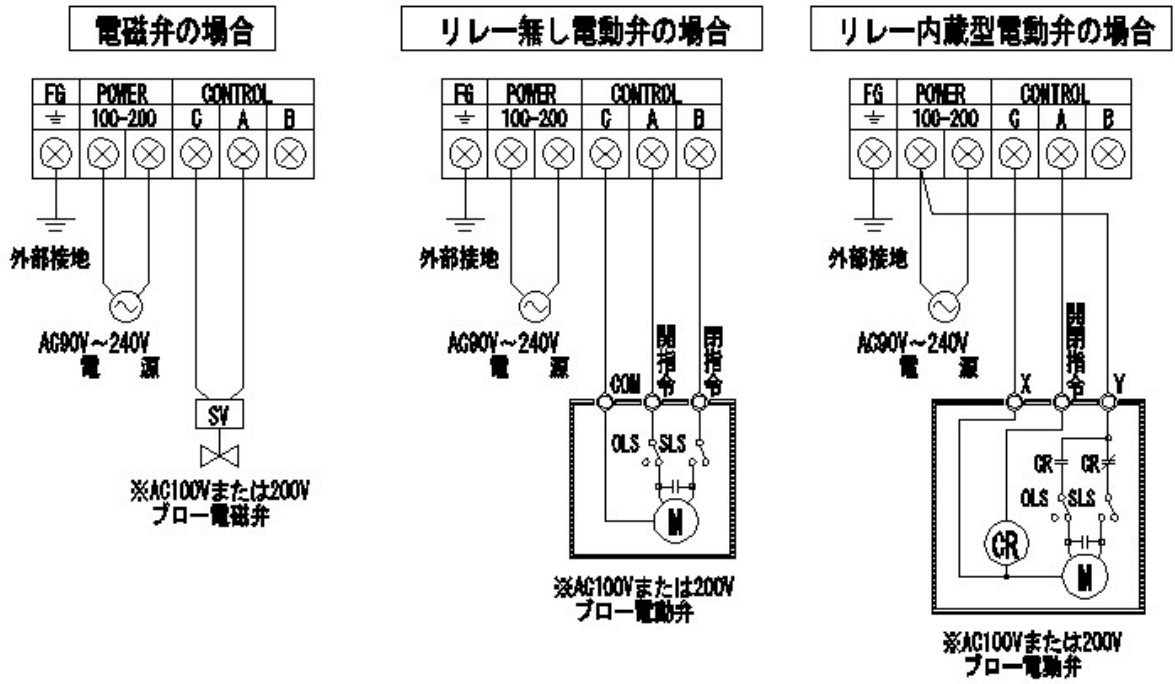 電磁弁の場合
FG POWER CONTROL
100-200 C A B
外部接地
AC90V～240V
電 源
SV
※AC100Vまたは200V
ブロー電磁弁
リレー無し電動弁の場合
FG POWER CONTROL
100-200 C A B
外部接地
AC90V～240V
電 源
COM
開指令
閉指令
OLS SLS
M
※AC100Vまたは200V
ブロー電動弁
リレー内蔵型電動弁の場合
FG POWER CONTROL
100-200 C A B
外部接地
AC90V～240V
電 源
X
開閉指令
Y
CR CR
OLS SLS
CR
M
※AC100Vまたは200V
ブロー電動弁